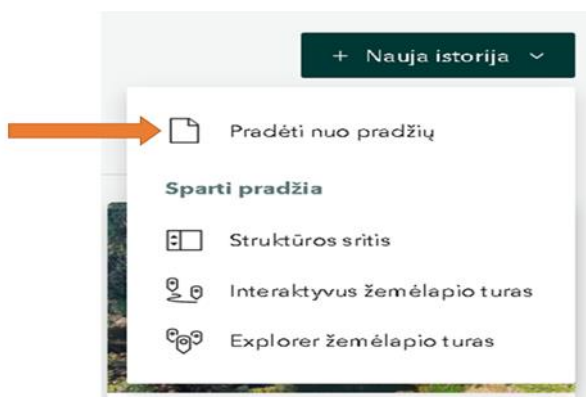 + Nauja istorija
Pradėti nuo pradžių
Sparti pradžia
Struktūros sritis
Interaktyvus žemėlapio turas
Explorer žemėlapio turas